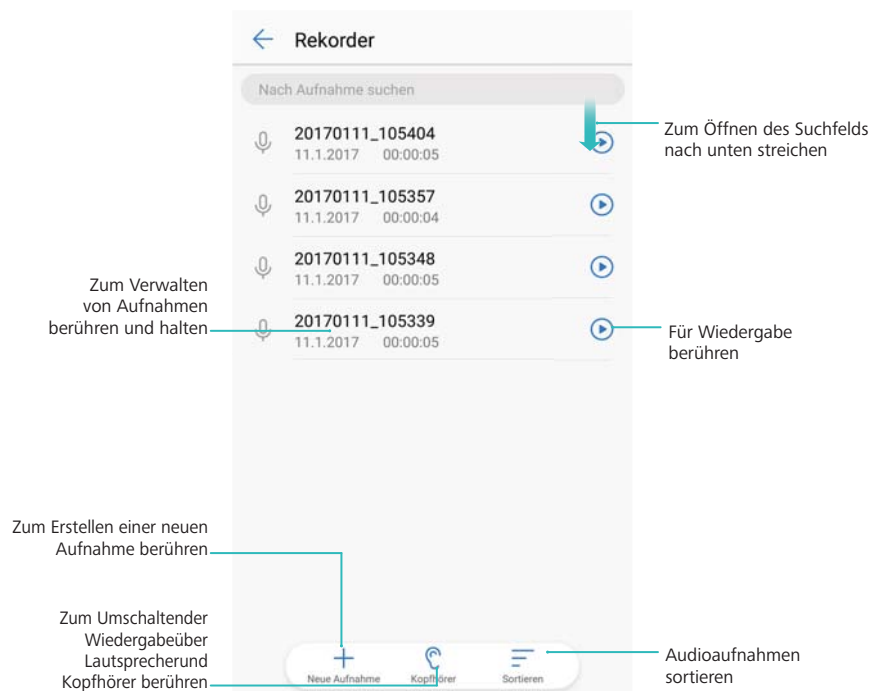 Rekorder
Nach Aufnahme suchen
20170111_105404
11.1.2017 00:00:05
Zum Öffnen des Suchfelds
nach unten streichen
20170111_105357
11.1.2017 00:00:04
20170111_105348
11.1.2017 00:00:05
Zum Verwalten
von Aufnahmen
berühren und halten
20170111_105339
11.1.2017 00:00:05
Für Wiedergabe
berühren
Zum Erstellen einer neuen
Aufnahme berühren
Zum Umschaltender
Wiedergabeüber
Lautsprecherund
Kopfhörer berühren
Neue Aufnahme
Kopfhörer
Sortieren
Audioaufnahmen
sortieren